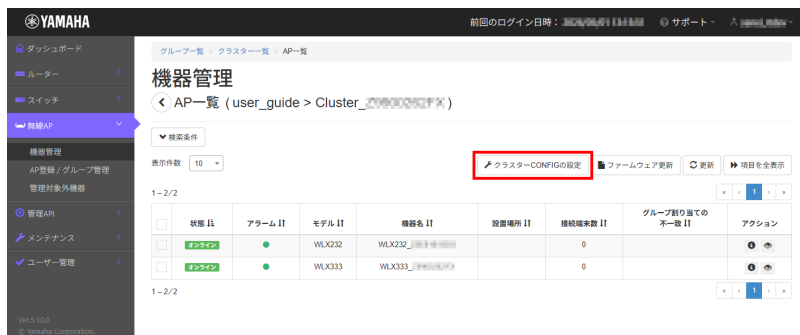 YAMAHA
前回のログイン日時：
サポート
ダッシュボード
ルーター
スイッチ
無線AP
機器管理
AP登録 / グループ管理
管理対象外機器
管理API
メンテナンス
ユーザー管理
Ver.5.10.0
© Yamaha Corporation.
グループ一覧 > クラスター一覧 > AP一覧
機器管理
AP一覧 ( user_guide > Cluster_ )
検索条件
表示件数 10
クラスターCONFIGの設定 ファームウェア更新 更新 項目を全表示
1 – 2/2 « ‹ 1 › »
状態 アラーム モデル 機器名 設置場所 接続端末数 グループ割り当ての不一致 アクション
オンライン WLX232 WLX232_ 0
オンライン WLX333 WLX333_ 0
1 – 2/2 « ‹ 1 › »